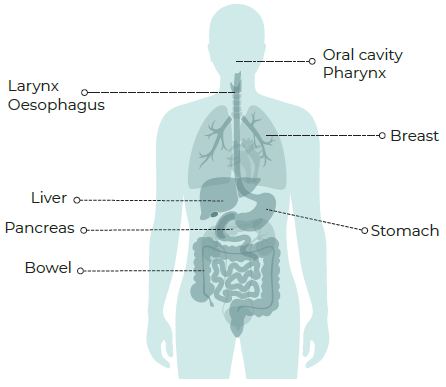 Oral cavity
Pharynx
Larynx
Oesophagus
Breast
Liver
Pancreas
Stomach
Bowel